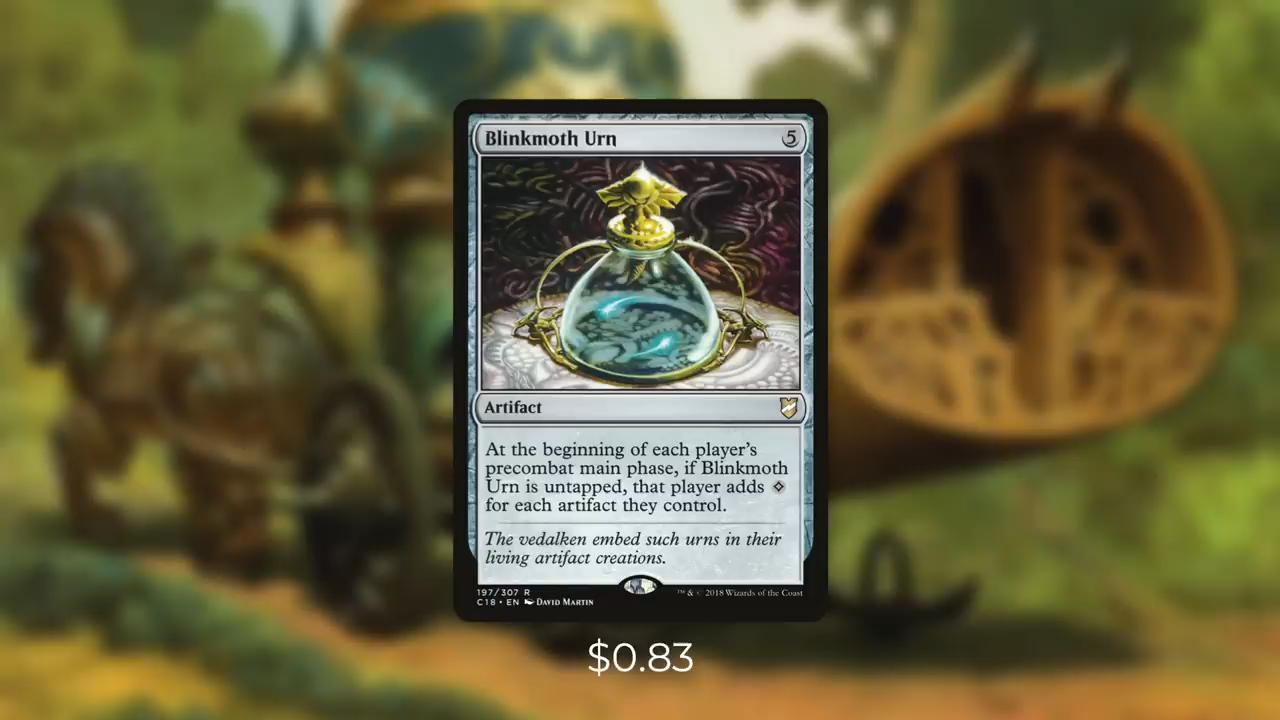 Blinkmoth Urn 5
Artifact
At the beginning of each player's
precombat main phase, if Blinkmoth
Urn is untapped, that player adds
for each artifact they control.
The vedalken embed such urns in their
living artifact creations.
197/307 R
C18 • EN DAVID MARTIN
™ & © 2018 Wizards of the Coast
$0.83